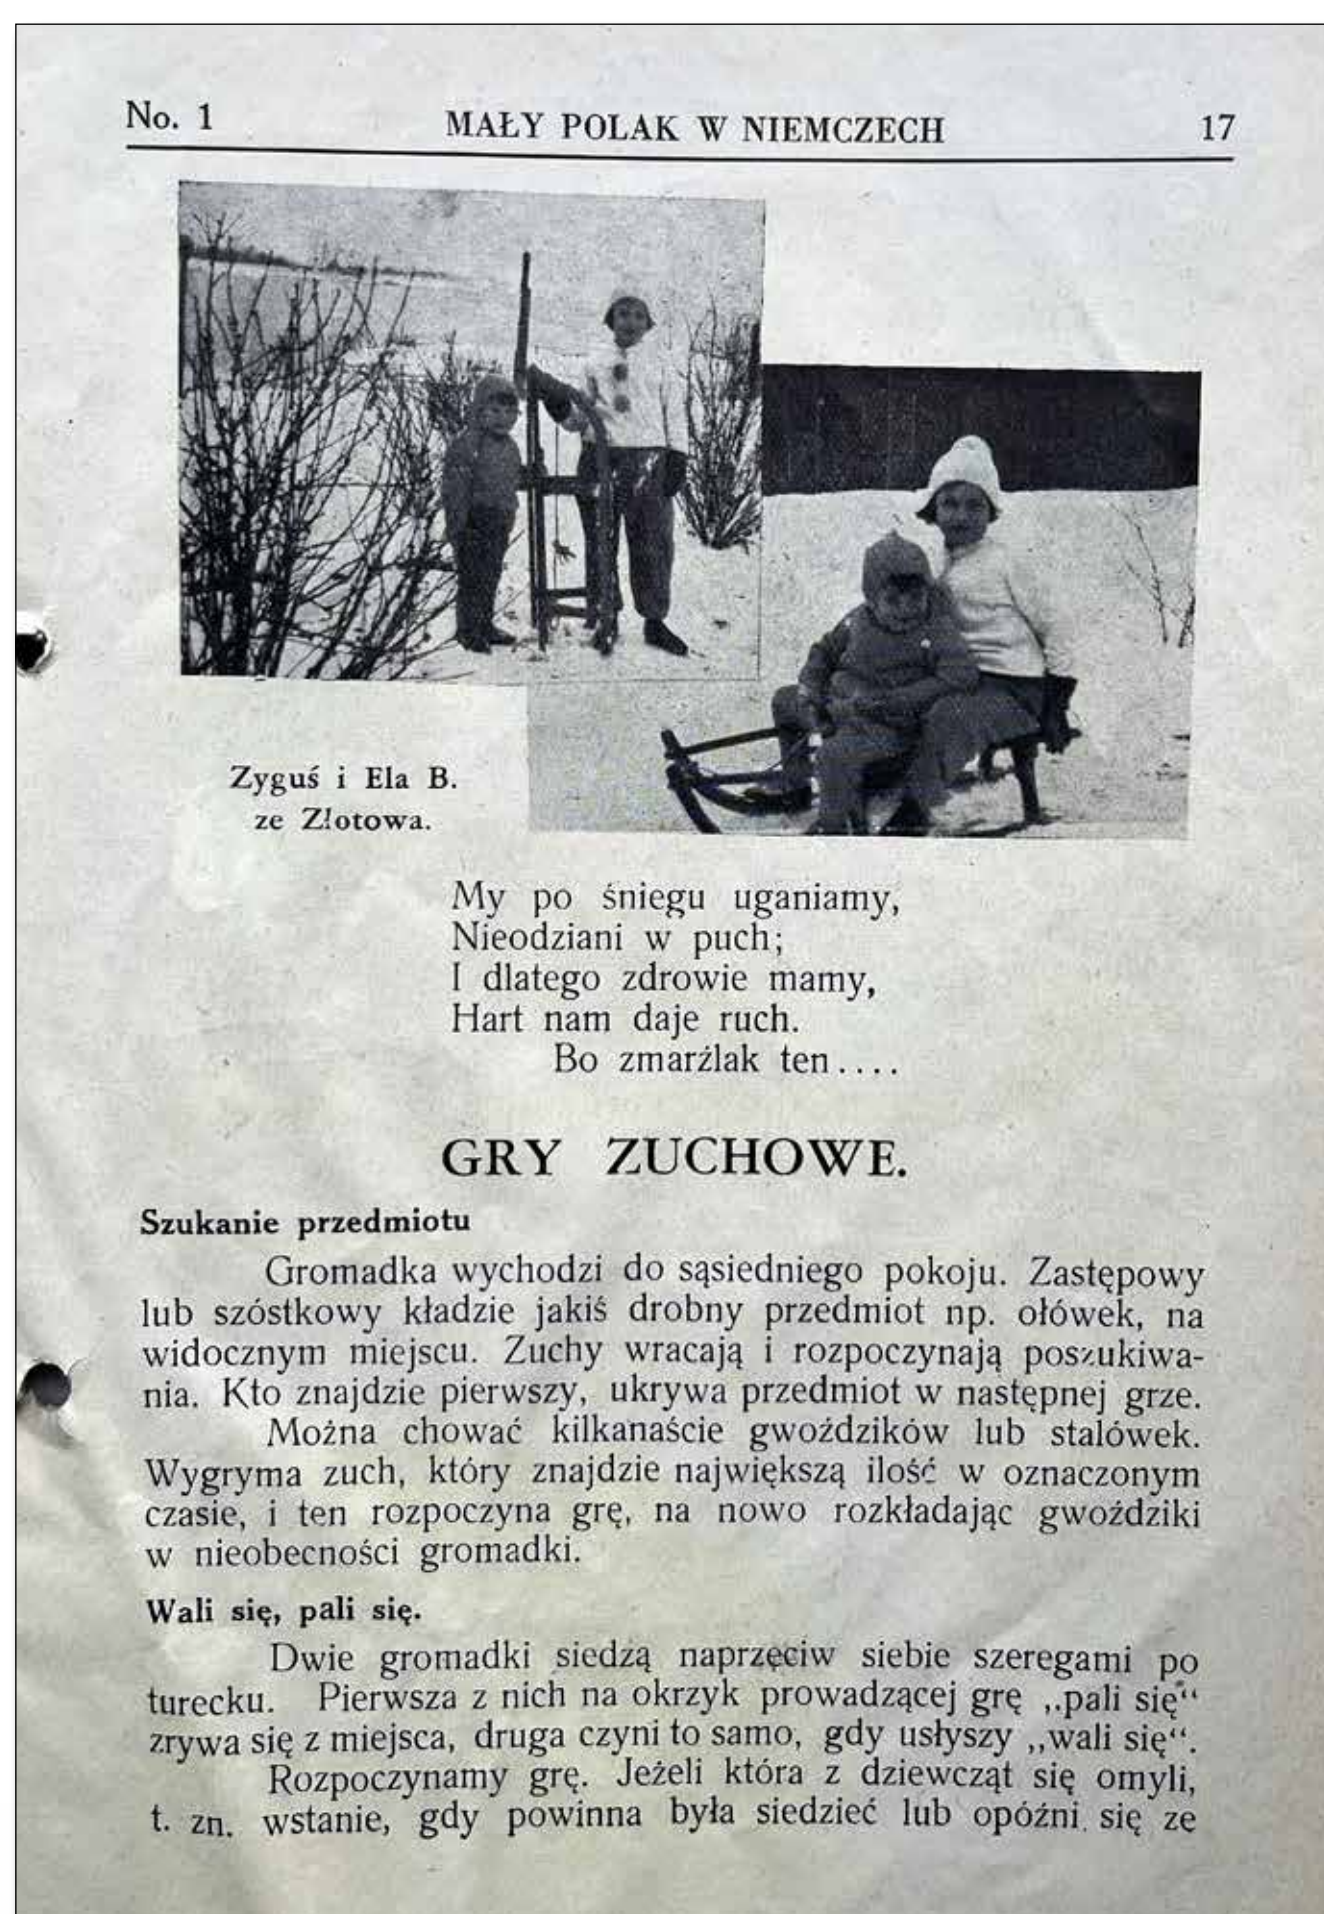 No. 1 MAŁY POLAK W NIEMCZECH 17
Zyguś i Ela B.
ze Złotowa.
My po śniegu uganiamy,
Nieodziani w puch;
I dlatego zdrowie mamy,
Hart nam daje ruch.
Bo zmarźlak ten....
GRY ZUCHOWE.
Szukanie przedmiotu
Gromadka wychodzi do sąsiedniego pokoju. Zastępowy
lub szóstkowy kładzie jakiś drobny przedmiot np. ołówek, na
widocznym miejscu. Zuchy wracają i rozpoczynają poszukiwa-
nia. Kto znajdzie pierwszy, ukrywa przedmiot w następnej grze.
Można chować kilkanaście gwoździków lub stalówek.
Wygryma zuch, który znajdzie największą ilość w oznaczonym
czasie, i ten rozpoczyna grę, na nowo rozkładając gwoździki
w nieobecności gromadki.
Wali się, pali się.
Dwie gromadki siedzą naprzęciw siebie szeregami po
turecku. Pierwsza z nich na okrzyk prowadzącej grę ,,pali się“
zrywa się z miejsca, druga czyni to samo, gdy usłyszy ,,wali się“.
Rozpoczynamy grę. Jeżeli która z dziewcząt się omyli,
t. zn. wstanie, gdy powinna była siedzieć lub opóźni się ze